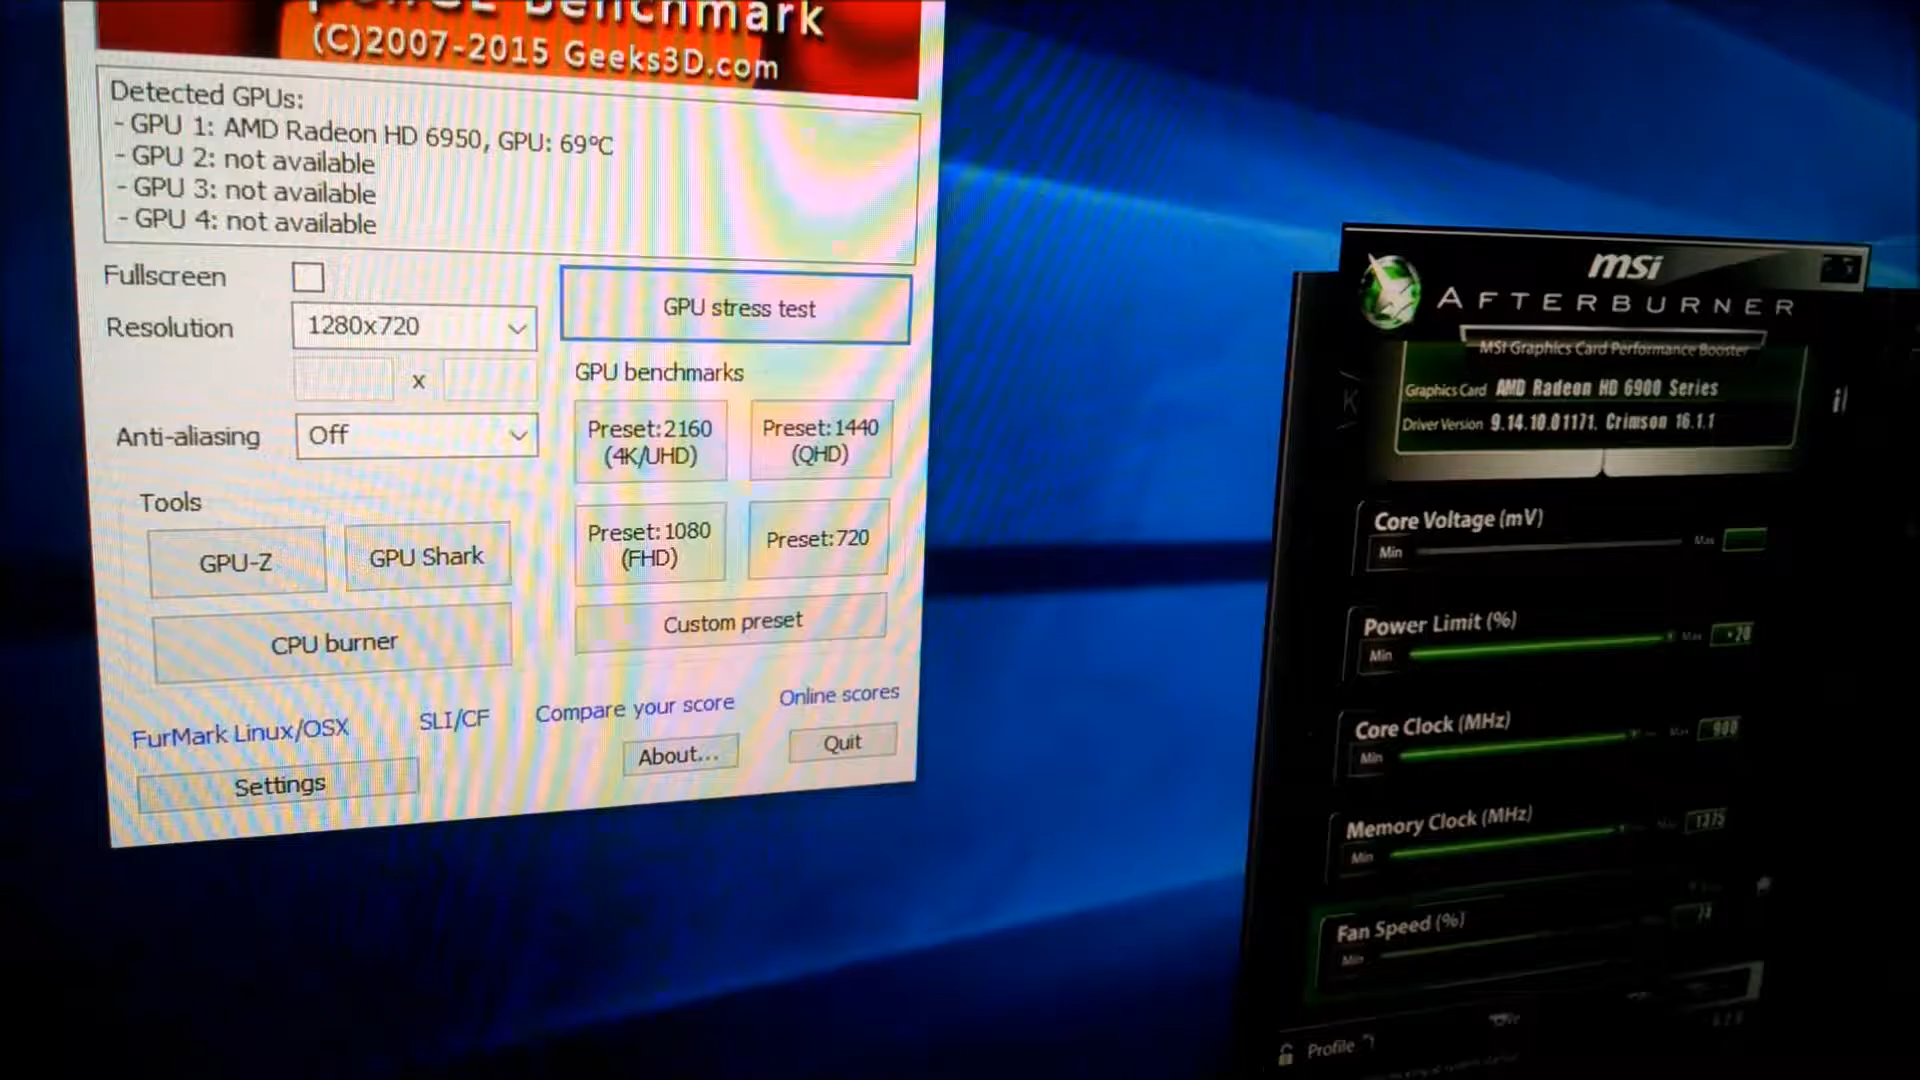 Benchmark
(C)2007-2015 Geeks3D.com
Detected GPUs:
- GPU 1: AMD Radeon HD 6950, GPU: 69°C
- GPU 2: not available
- GPU 3: not available
- GPU 4: not available
Fullscreen
Resolution
1280x720
x
Anti-aliasing
Off
GPU stress test
GPU benchmarks
Preset:2160
(4K/UHD)
Preset:1440
(QHD)
Preset:1080
(FHD)
Preset:720
Custom preset
Tools
GPU-Z
GPU Shark
CPU burner
FurMark Linux/OSX
SLI/CF
Compare your score
Online scores
Settings
About...
Quit
msi
AFTERBURNER
MSI Graphics Card Performance Booster
Graphics Card AMD Radeon HD 6900 Series
Driver Version 9.14.10.01171, Crimson 16.1.1
K
i
Core Voltage (mV)
Min
Max
Power Limit (%)
Min
Max
+20
Core Clock (MHz)
Min
Max
900
Memory Clock (MHz)
Min
1375
Fan Speed (%)
Min
Profile